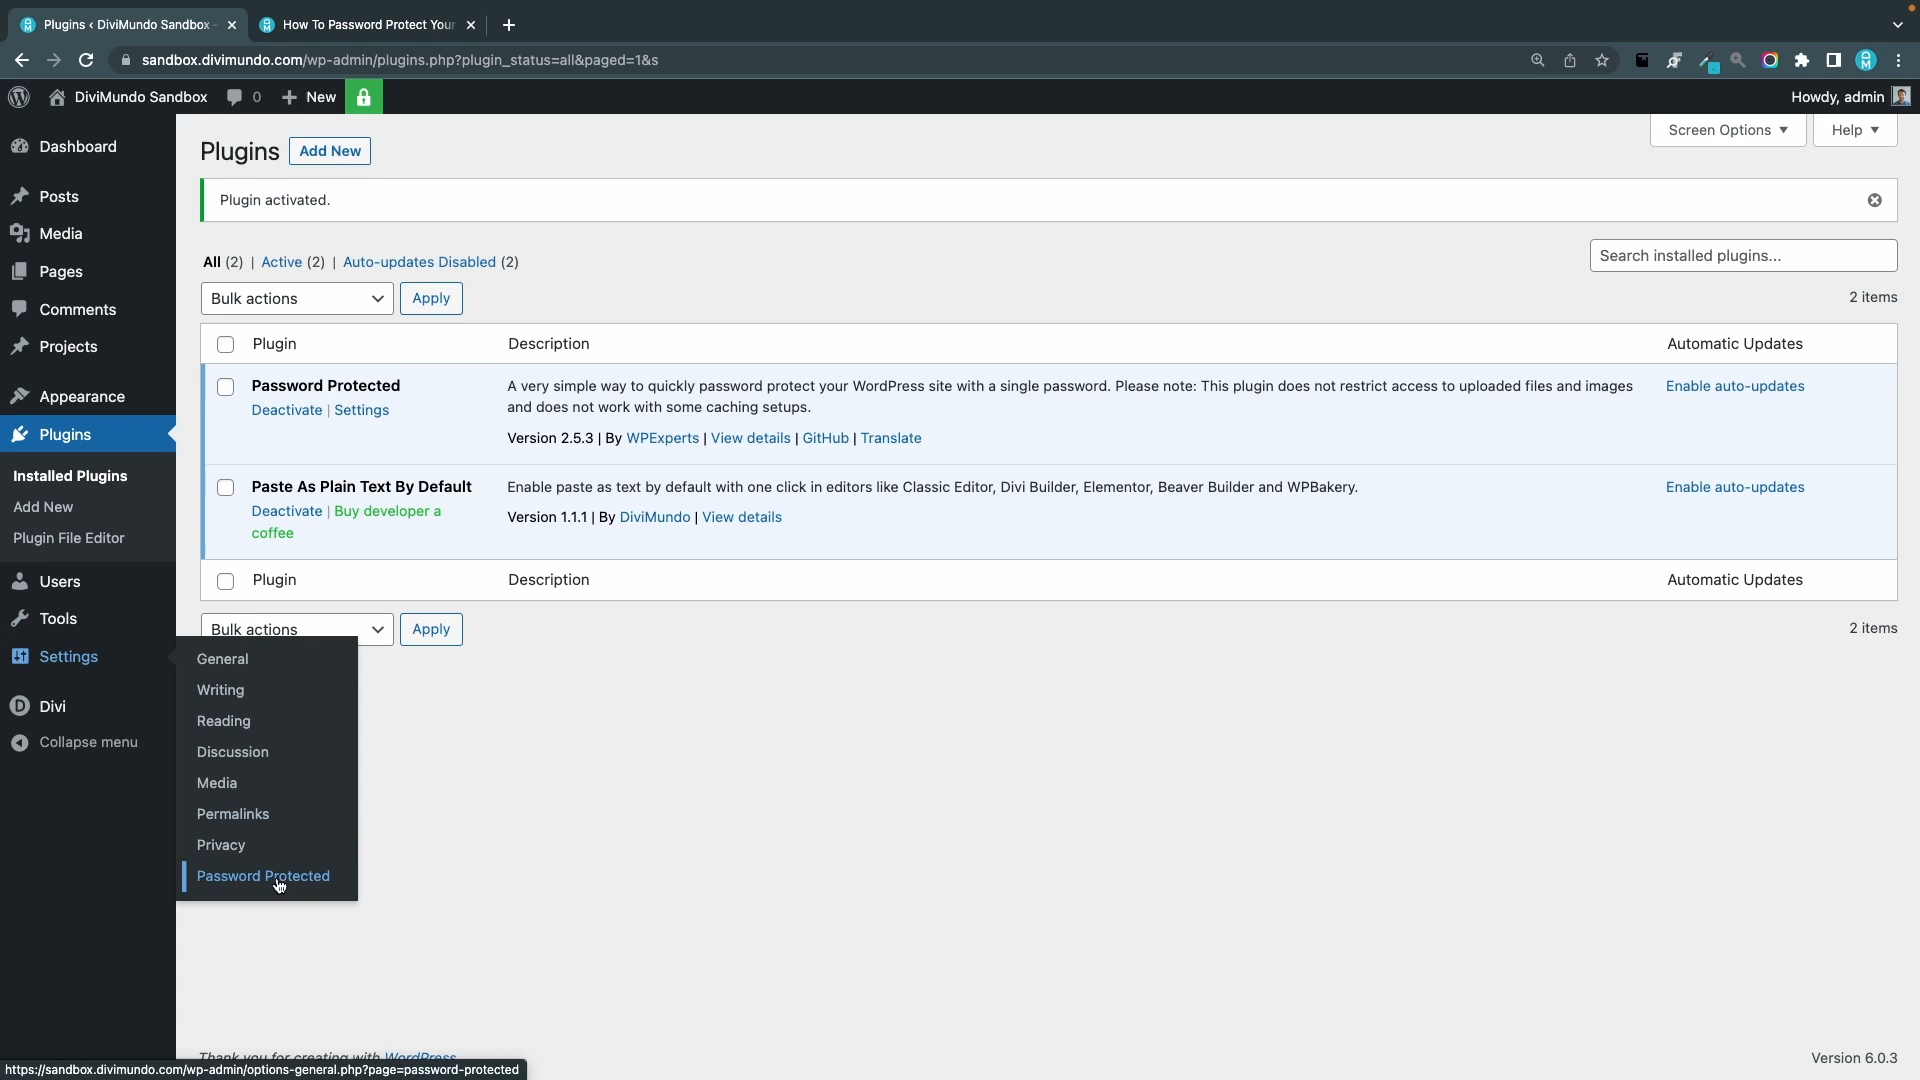 Plugins < DiviMundo Sandbox
How To Password Protect Your
sandbox.divimundo.com/wp-admin/plugins.php?plugin_status=all&paged=1&s
DiviMundo Sandbox
0
New
Howdy, admin
Screen Options
Help
Dashboard
Posts
Media
Pages
Comments
Projects
Appearance
Plugins
Installed Plugins
Add New
Plugin File Editor
Users
Tools
Settings
Divi
Collapse menu
Plugins
Add New
Plugin activated.
All (2) | Active (2) | Auto-updates Disabled (2)
Search installed plugins...
Bulk actions
Apply
2 items
Plugin
Description
Automatic Updates
Password Protected
Deactivate | Settings
A very simple way to quickly password protect your WordPress site with a single password. Please note: This plugin does not restrict access to uploaded files and images
and does not work with some caching setups.
Version 2.5.3 | By WPExperts | View details | GitHub | Translate
Enable auto-updates
Paste As Plain Text By Default
Deactivate | Buy developer a
coffee
Enable paste as text by default with one click in editors like Classic Editor, Divi Builder, Elementor, Beaver Builder and WPBakery.
Version 1.1.1 | By DiviMundo | View details
Enable auto-updates
Plugin
Description
Automatic Updates
Bulk actions
Apply
2 items
General
Writing
Reading
Discussion
Media
Permalinks
Privacy
Password Protected
Thank you for creating with WordPress
Version 6.0.3
https://sandbox.divimundo.com/wp-admin/options-general.php?page=password-protected